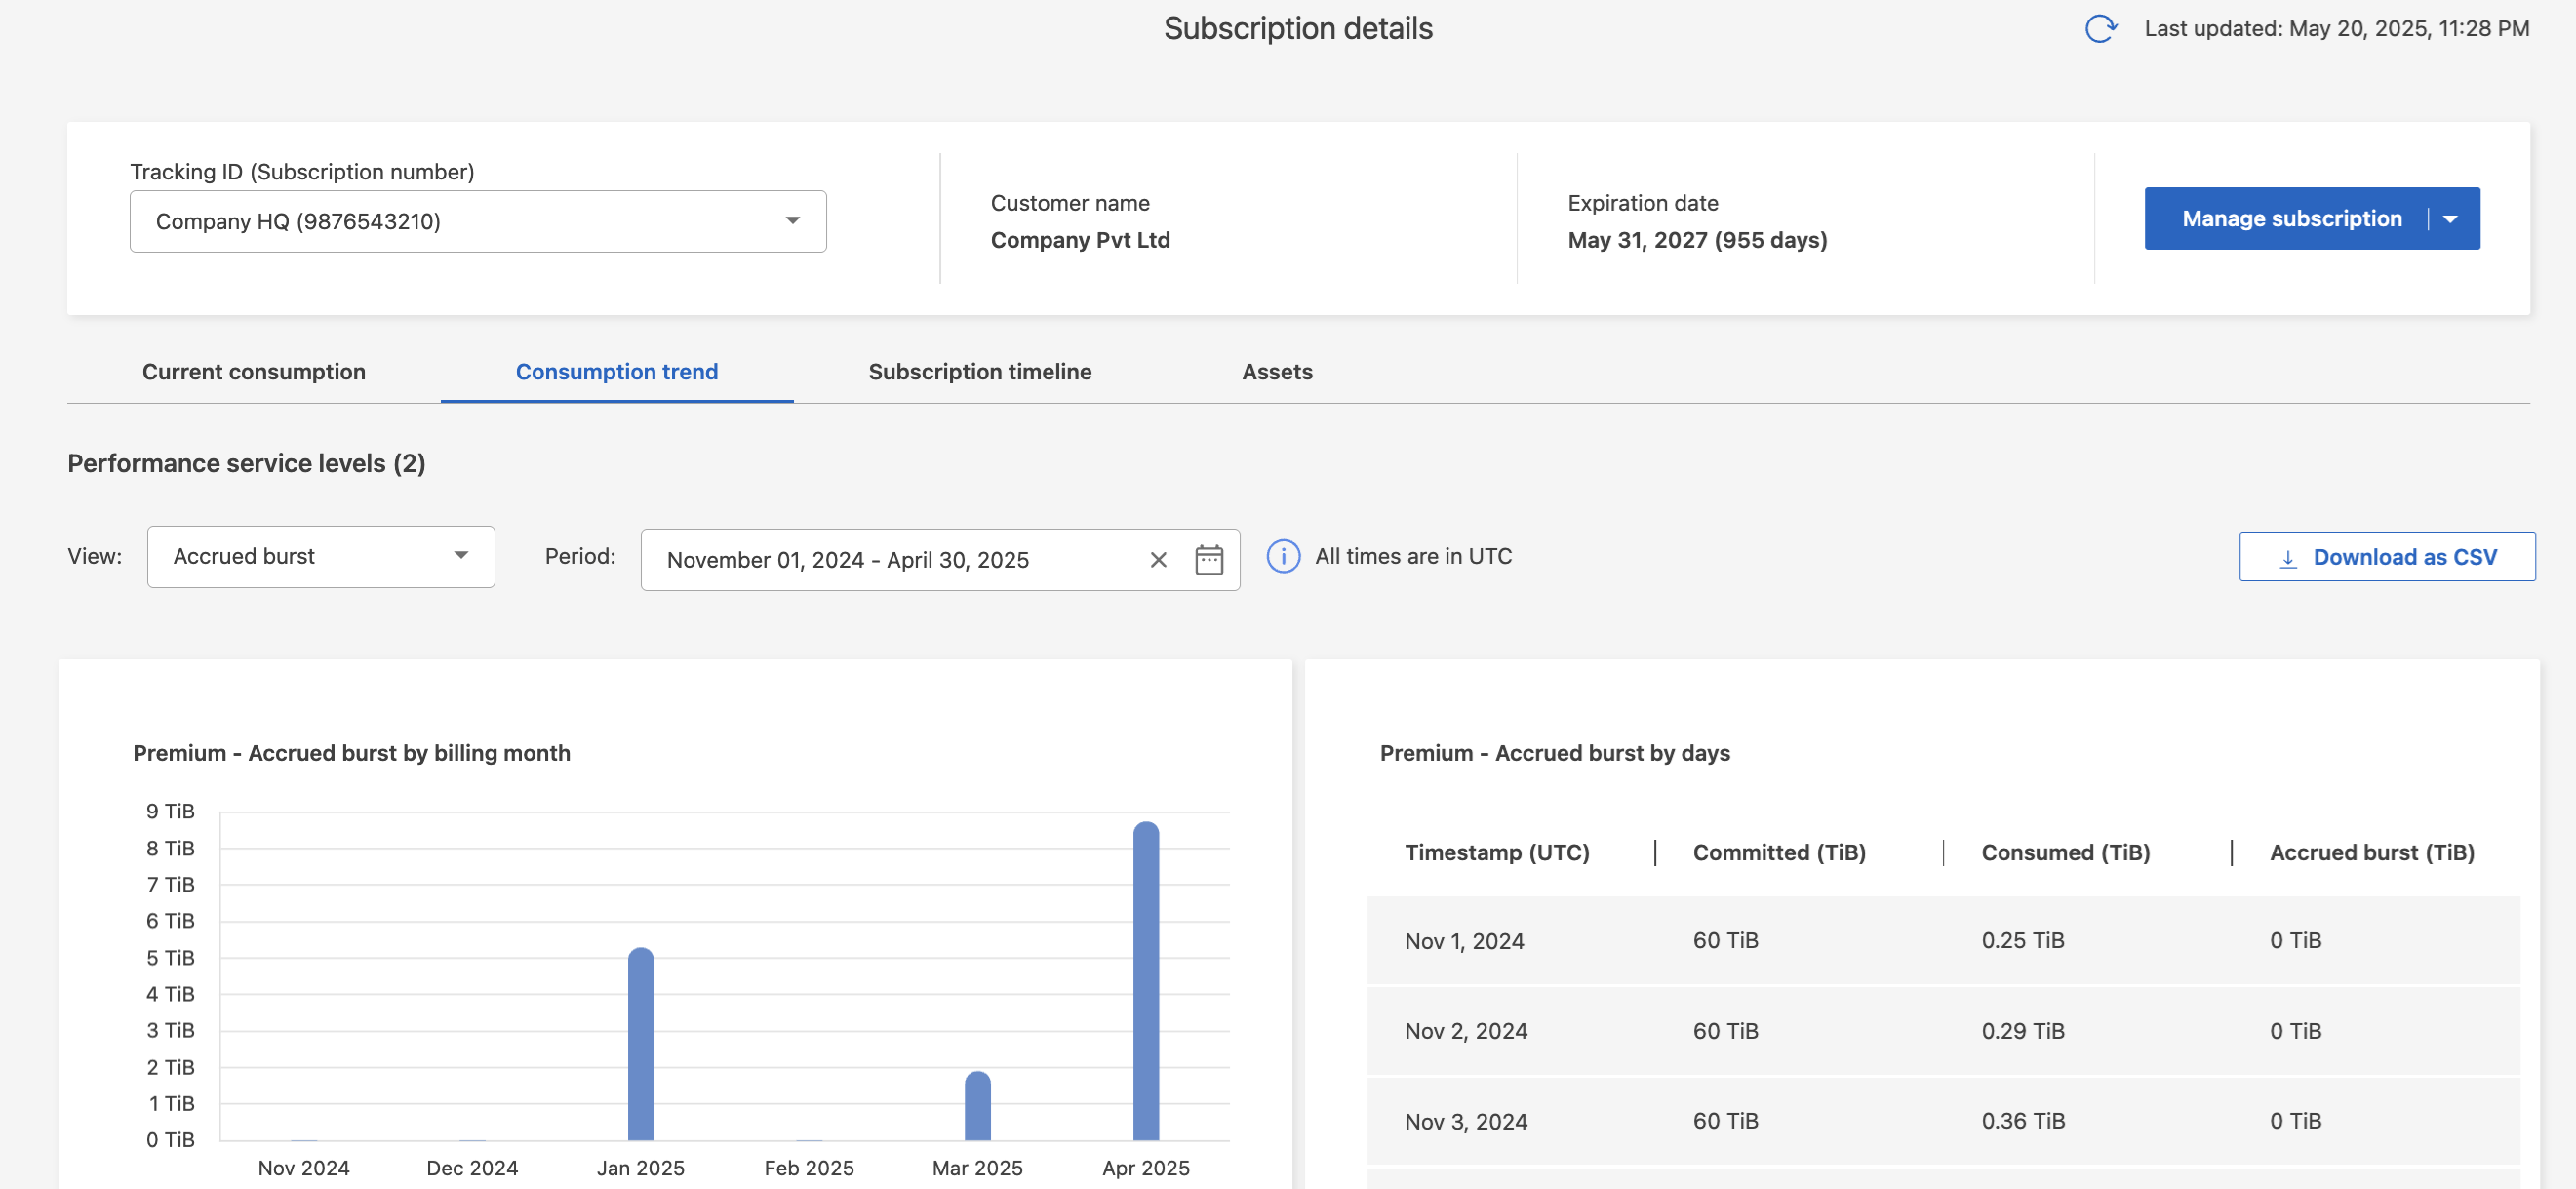 Subscription details
Last updated: May 20, 2025, 11:28 PM
Tracking ID (Subscription number)
Company HQ (9876543210)
Customer name
Company Pvt Ltd
Expiration date
May 31, 2027 (955 days)
Manage subscription
Current consumption
Consumption trend
Subscription timeline
Assets
Performance service levels (2)
View:
Accrued burst
Period:
November 01, 2024 - April 30, 2025
All times are in UTC
Download as CSV
Premium - Accrued burst by billing month
9 TiB
8 TiB
7 TiB
6 TiB
5 TiB
4 TiB
3 TiB
2 TiB
1 TiB
0 TiB
Nov 2024
Dec 2024
Jan 2025
Feb 2025
Mar 2025
Apr 2025
Premium - Accrued burst by days
Timestamp (UTC) Committed (TiB) Consumed (TiB) Accrued burst (TiB)
Nov 1, 2024 60 TiB 0.25 TiB 0 TiB
Nov 2, 2024 60 TiB 0.29 TiB 0 TiB
Nov 3, 2024 60 TiB 0.36 TiB 0 TiB